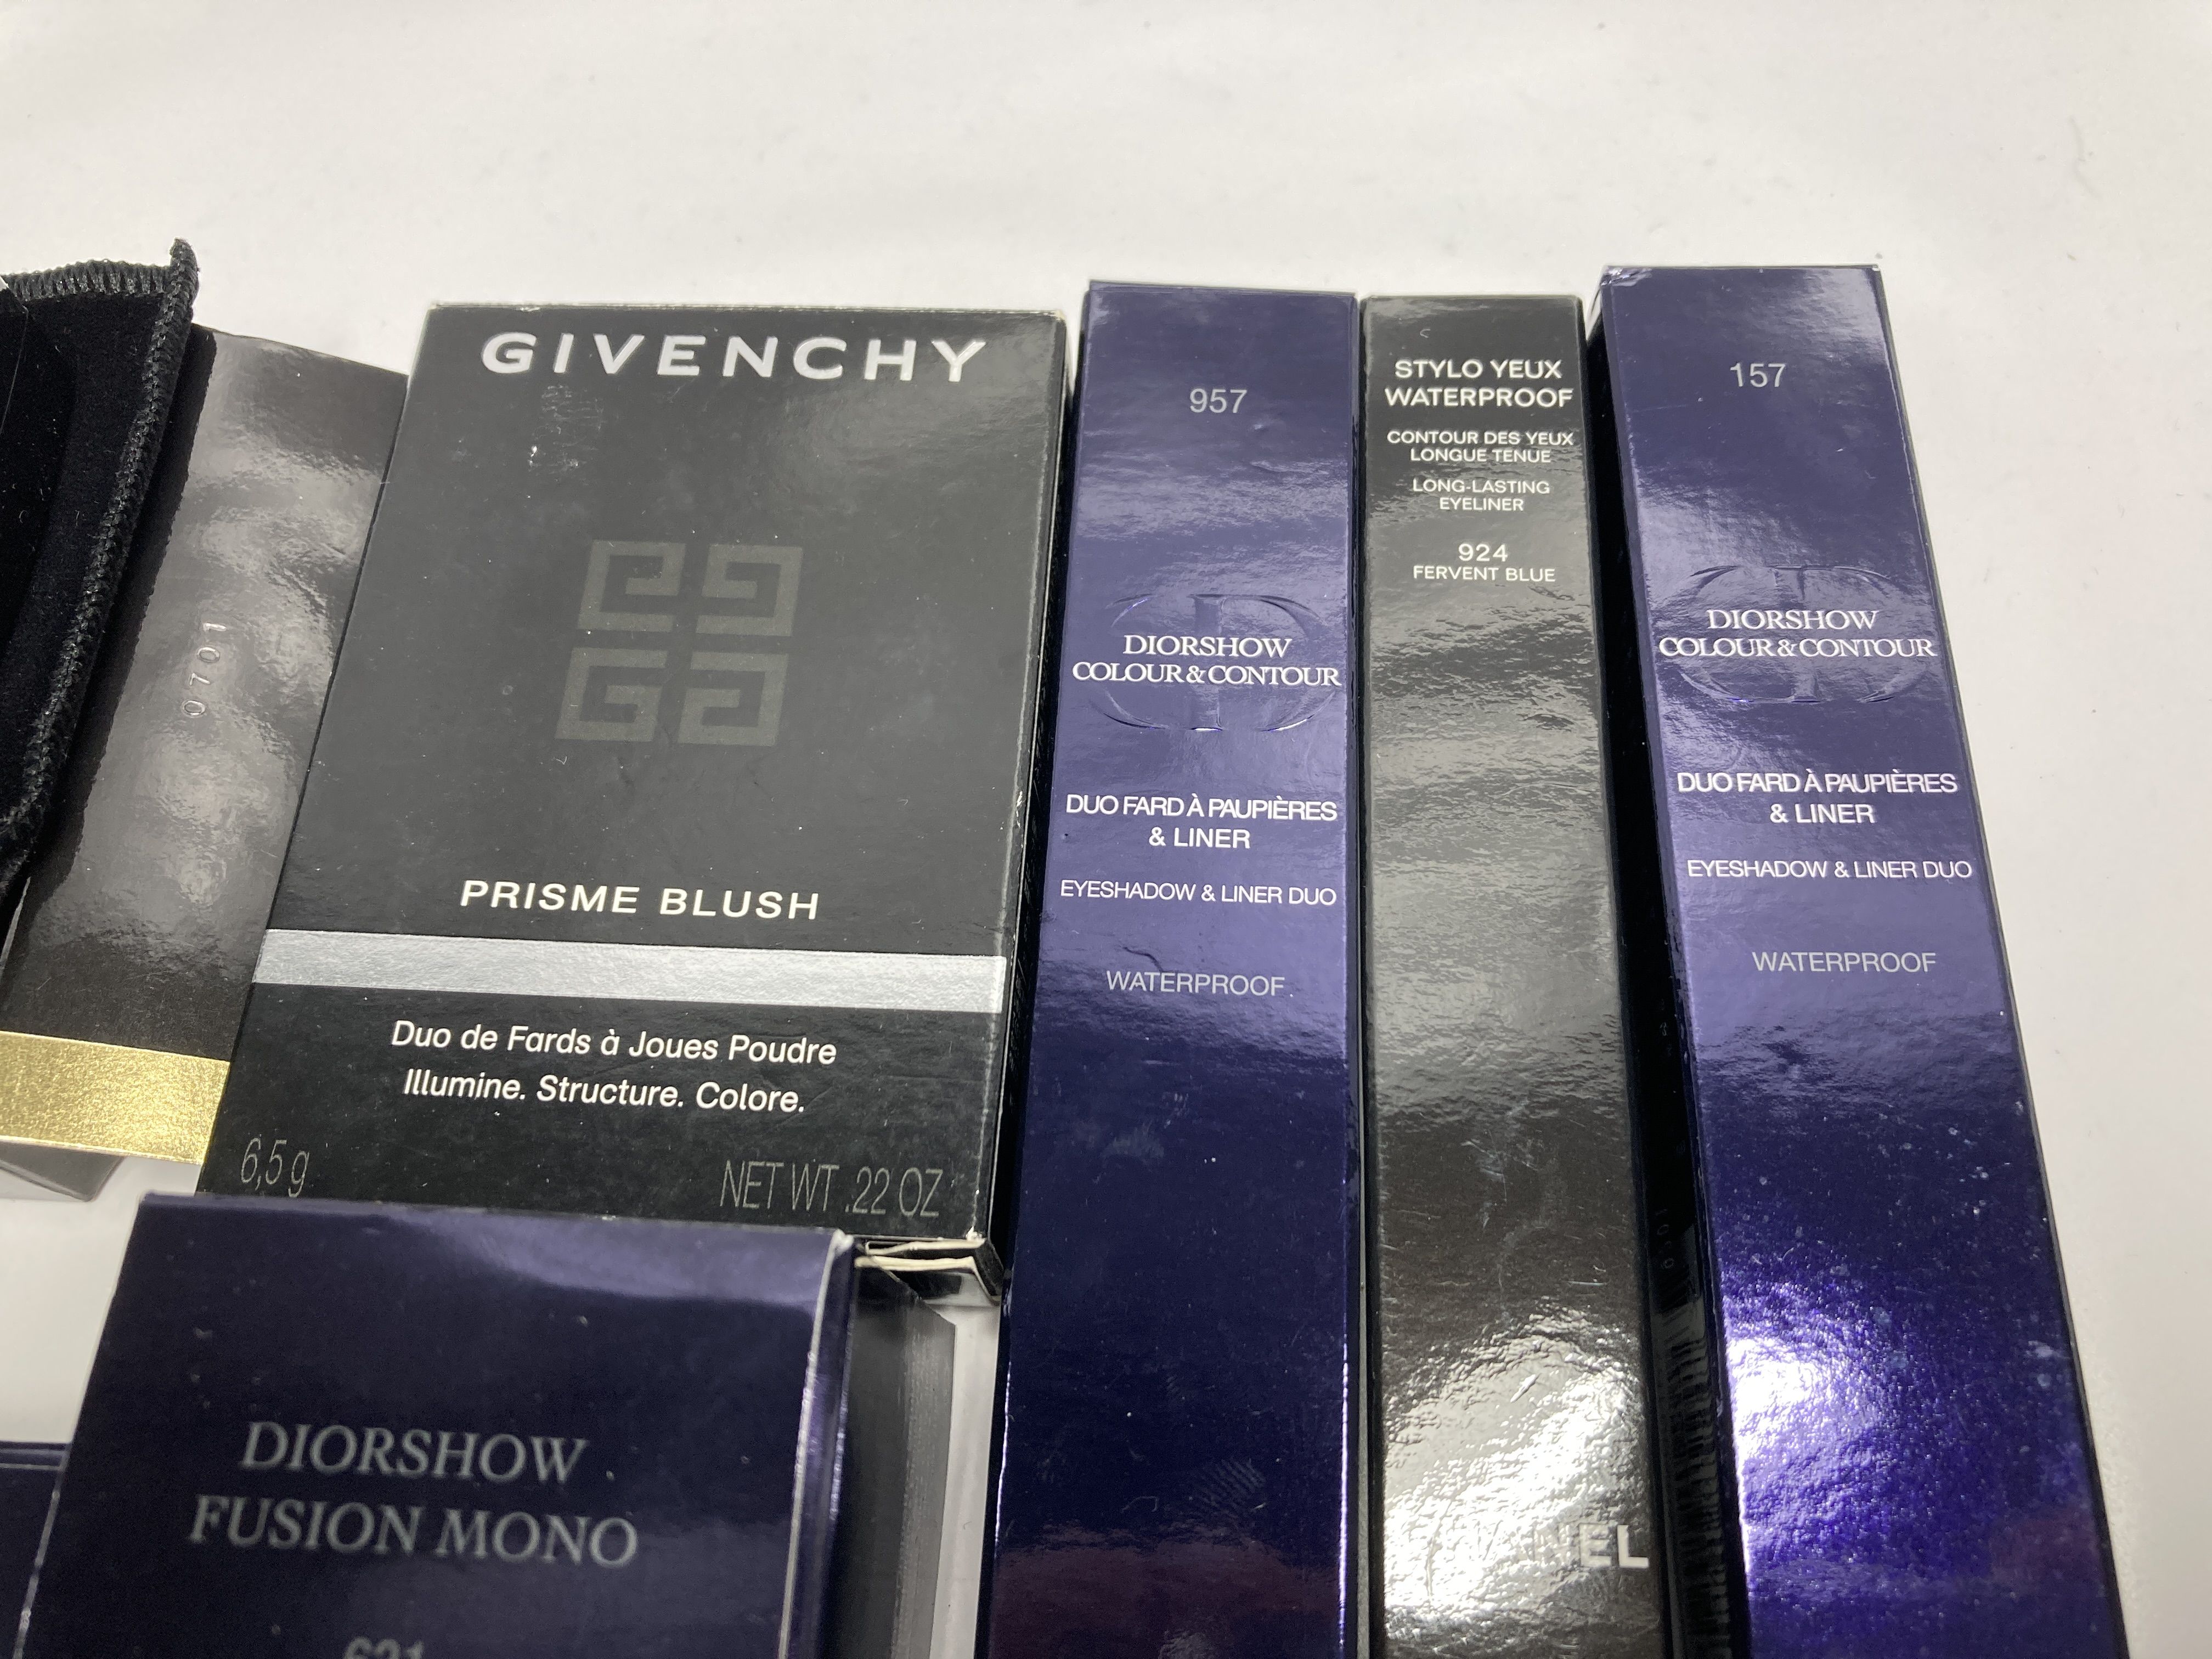 0701
GIVENCHY
PRISME BLUSH
Duo de Fards à Joues Poudre
Illumine. Structure. Colore.
6,5 g
NET WT .22 OZ
957
DIORSHOW
COLOUR & CONTOUR
DUO FARD À PAUPIÈRES
& LINER
EYESHADOW & LINER DUO
WATERPROOF
STYLO YEUX
WATERPROOF
CONTOUR DES YEUX
LONGUE TENUE
LONG-LASTING
EYELINER
924
FERVENT BLUE
NEL
157
DIORSHOW
COLOUR & CONTOUR
DUO FARD À PAUPIÈRES
& LINER
EYESHADOW & LINER DUO
WATERPROOF
DIORSHOW
FUSION MONO